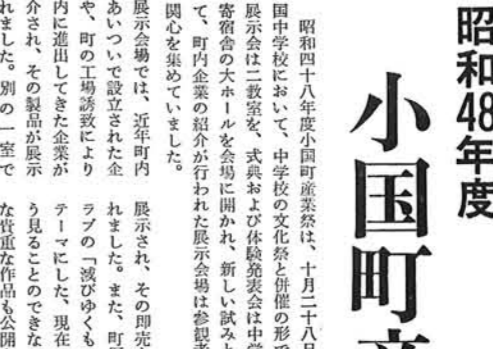 昭和48年度
小国町産
昭和四十八年度小国町産業祭は、十月二十八日
国中学校において、中学校の文化祭と併催の形で
展示会は二教室を、式典および体験発表会は中学
寄宿舎の大ホールを会場に開かれ、新しい試みと
て、町内企業の紹介が行われた展示会場は参観者
関心を集めていました。
展示会場では、近年町内
あいついで設立された企
や、町の工場誘致により
内に進出してきた企業が
介され、その製品が展示
れました。別の一室で
展示され、その即売
れました。また、町
ラブの「滅びゆくも
テーマにした、現在
う見ることのできな
な貴重な作品も公開